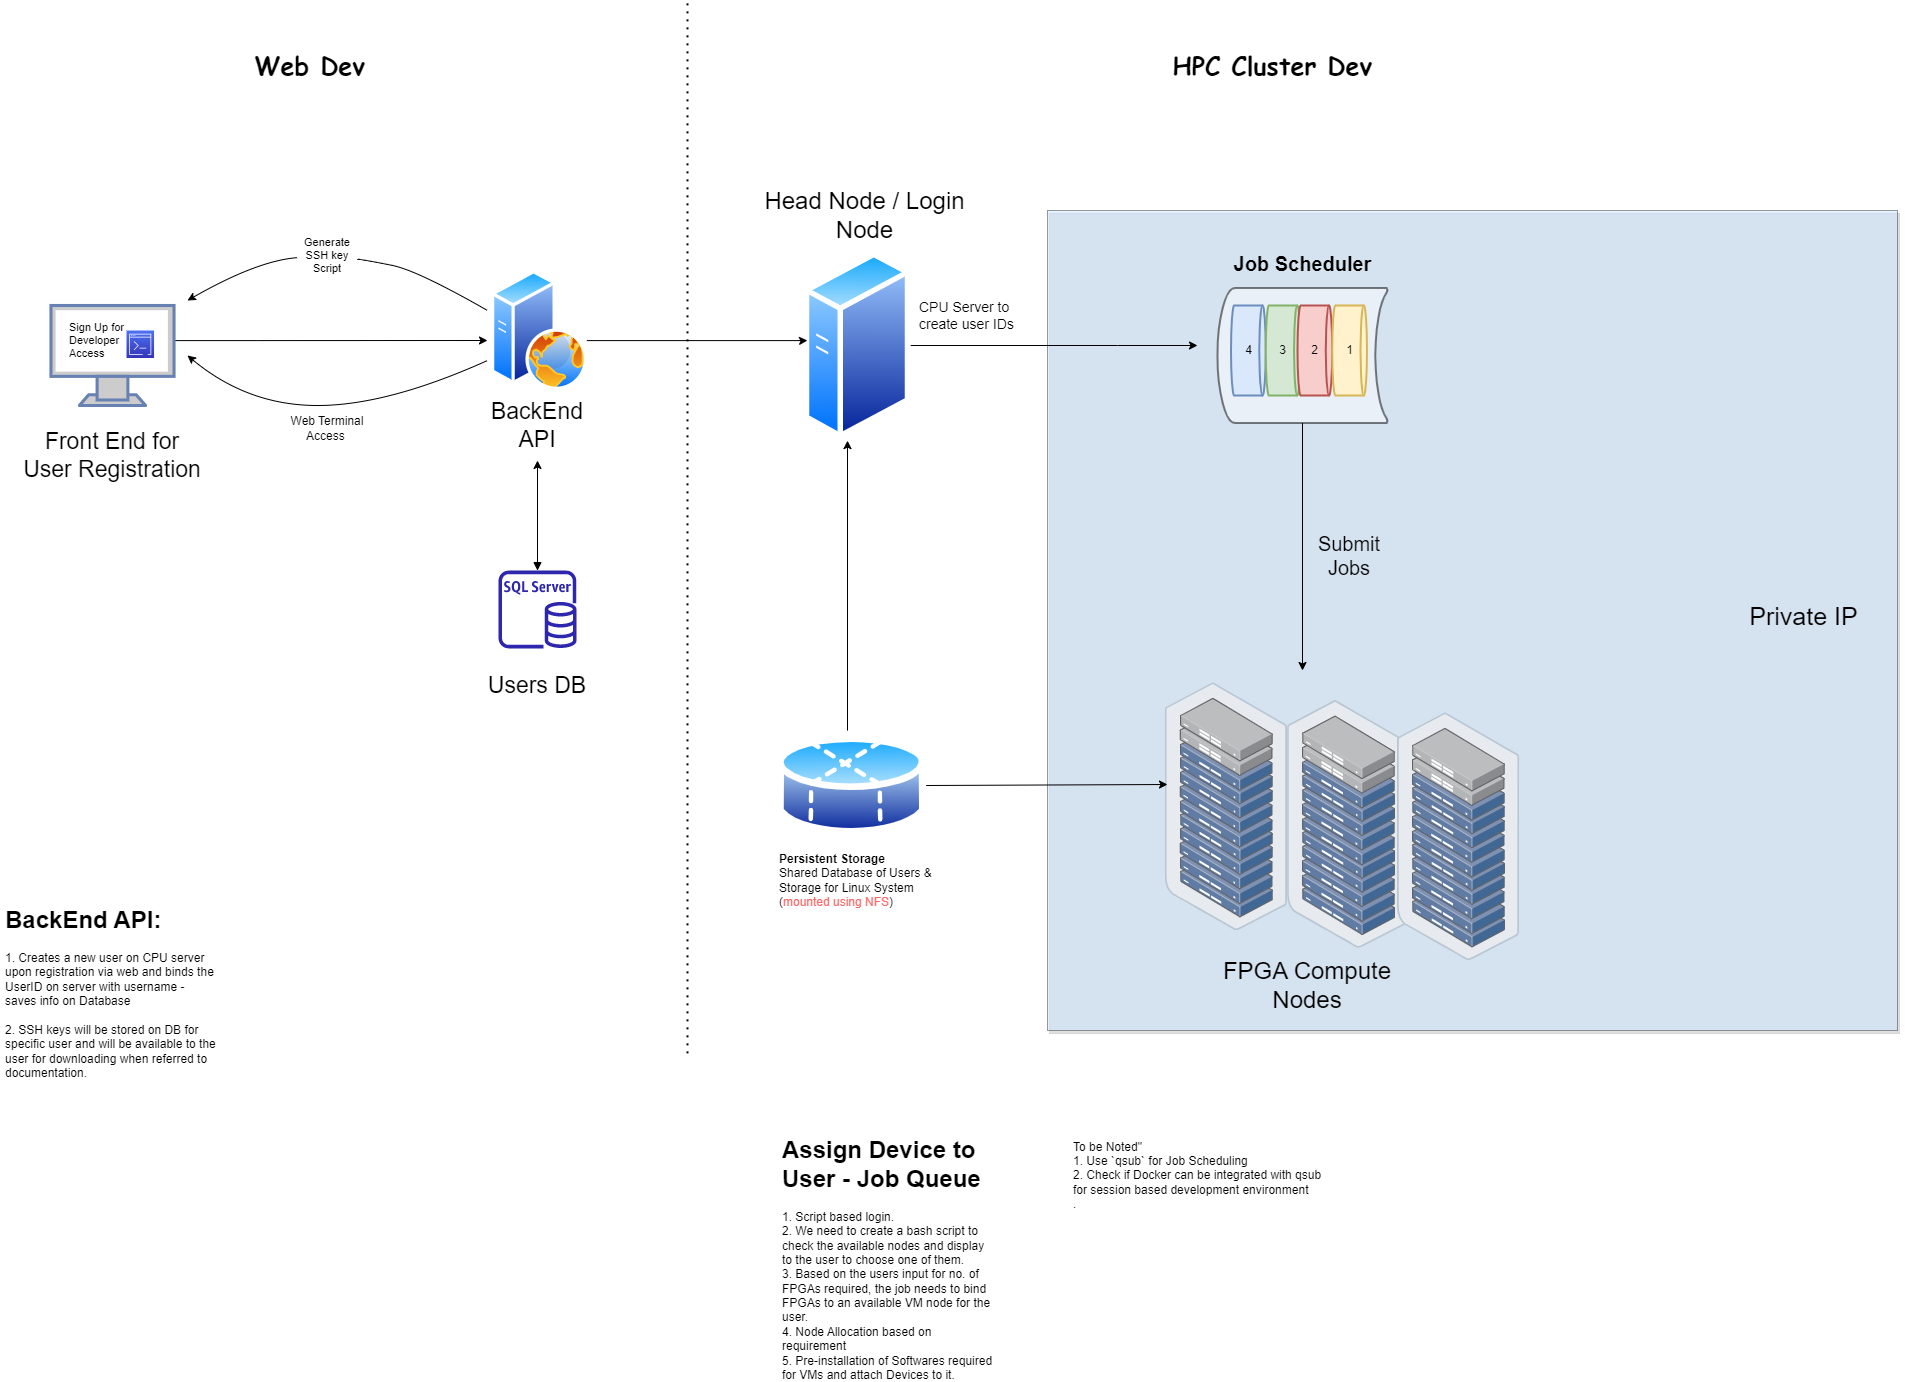 Web Dev
HPC Cluster Dev
Head Node / Login
Node
Generate
SSH key
Script
Job Scheduler
Sign Up for
Developer
Access
>_
CPU Server to
create user IDs
4
3
2
1
BackEnd
API
Web Terminal
Access
Front End for
User Registration
Submit
Jobs
SQL Server
Private IP
Users DB
Persistent Storage
Shared Database of Users &
Storage for Linux System
(mounted using NFS)
FPGA Compute
Nodes
BackEnd API:
1. Creates a new user on CPU server
upon registration via web and binds the
UserID on server with username -
saves info on Database
2. SSH keys will be stored on DB for
specific user and will be available to the
user for downloading when referred to
documentation.
Assign Device to
User - Job Queue
1. Script based login.
2. We need to create a bash script to
check the available nodes and display
to the user to choose one of them.
3. Based on the users input for no. of
FPGAs required, the job needs to bind
FPGAs to an available VM node for the
user.
4. Node Allocation based on
requirement
5. Pre-installation of Softwares required
for VMs and attach Devices to it.
To be Noted"
1. Use `qsub` for Job Scheduling
2. Check if Docker can be integrated with qsub
for session based development environment
.